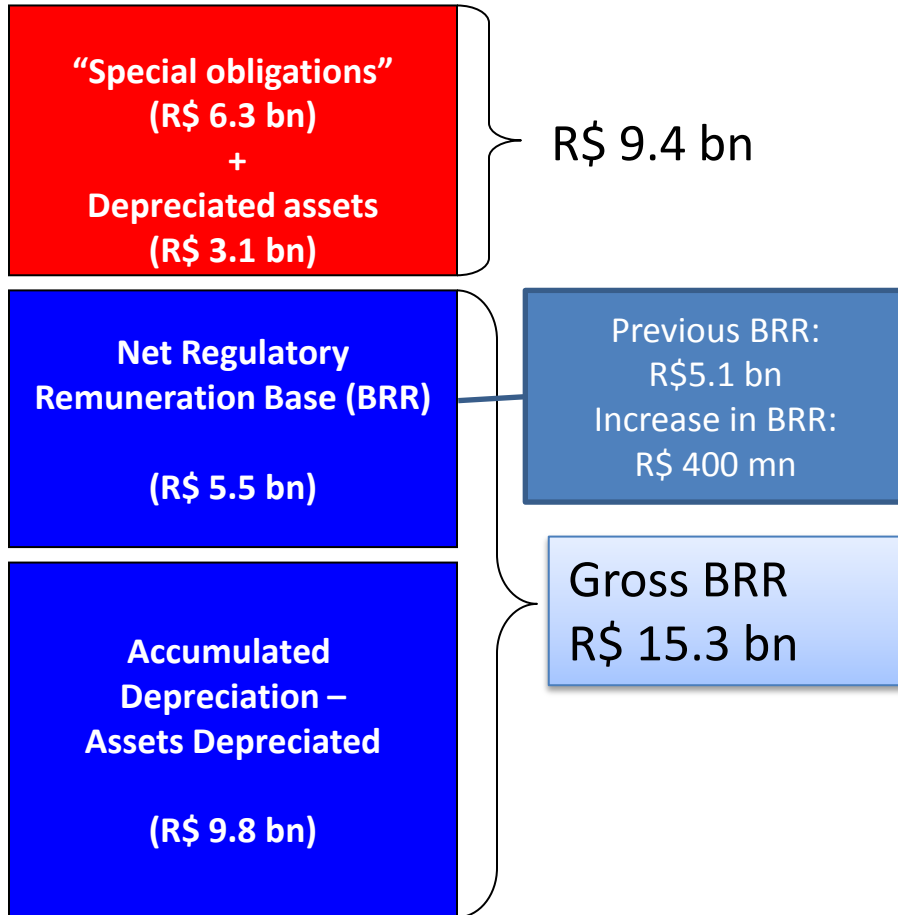 “Special obligations”
(R$ 6.3 bn)
+
Depreciated assets
(R$ 3.1 bn)
R$ 9.4 bn
Net Regulatory
Remuneration Base (BRR)
(R$ 5.5 bn)
Previous BRR:
R$5.1 bn
Increase in BRR:
R$ 400 mn
Gross BRR
R$ 15.3 bn
Accumulated
Depreciation –
Assets Depreciated
(R$ 9.8 bn)